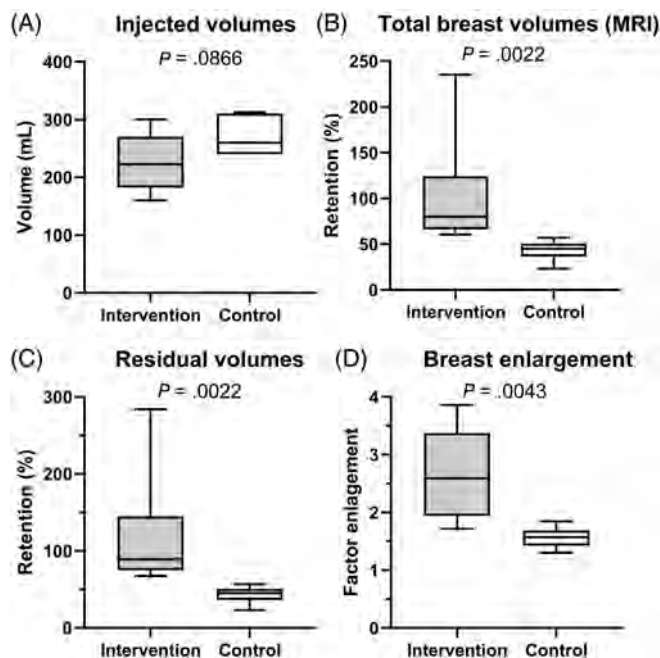 (A) Injected volumes
P = .0866
Volume (mL)
400
300
200
100
0
Intervention Control
(B) Total breast volumes (MRI)
P = .0022
Retention (%)
250
200
150
100
50
0
Intervention Control
(C) Residual volumes
P = .0022
Retention (%)
300
200
100
0
Intervention Control
(D) Breast enlargement
P = .0043
Factor enlagement
4
3
2
1
0
Intervention Control